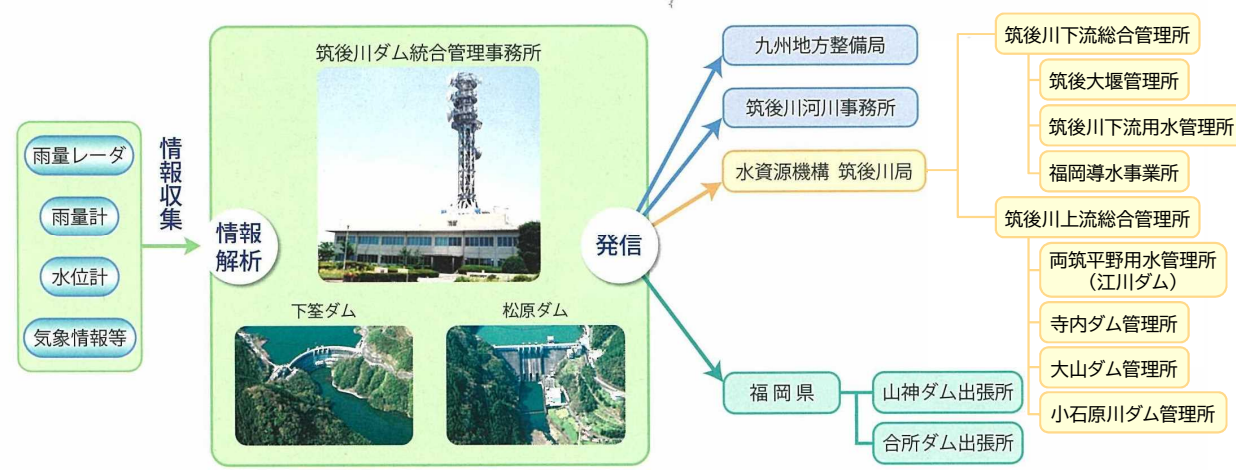 雨量レーダ
雨量計
水位計
気象情報等
情報収集
情報
解析
筑後川ダム統合管理事務所
下筌ダム
松原ダム
発信
九州地方整備局
筑後川河川事務所
水資源機構 筑後川局
福岡県
山神ダム出張所
合所ダム出張所
筑後川下流総合管理所
筑後大堰管理所
筑後川下流用水管理所
福岡導水事業所
筑後川上流総合管理所
両筑平野用水管理所
（江川ダム）
寺内ダム管理所
大山ダム管理所
小石原川ダム管理所